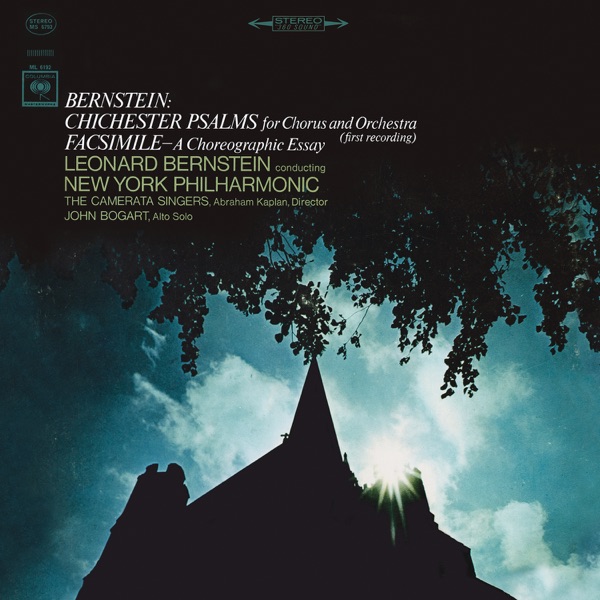 STEREO
MS 6792
STEREO
360 SOUND
ML 6192
COLUMBIA
BERNSTEIN:
CHICHESTER PSALMS for Chorus and Orchestra
(first recording)
FACSIMILE—A Choreographic Essay
LEONARD BERNSTEIN conducting
NEW YORK PHILHARMONIC
THE CAMERATA SINGERS, Abraham Kaplan, Director
JOHN BOGART, Alto Solo